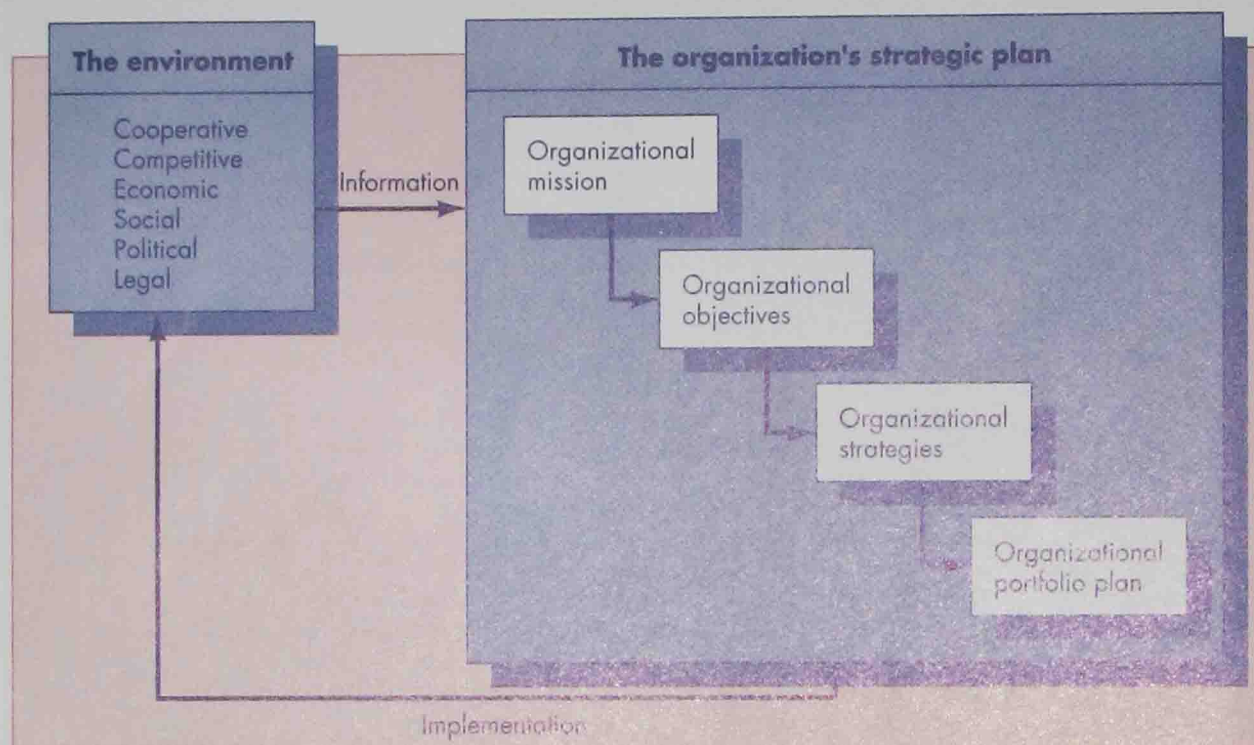 The environment
Cooperative
Competitive
Economic
Social
Political
Legal
Information
The organization's strategic plan
Organizational
mission
Organizational
objectives
Organizational
strategies
Organizational
portfolio plan
Implementation